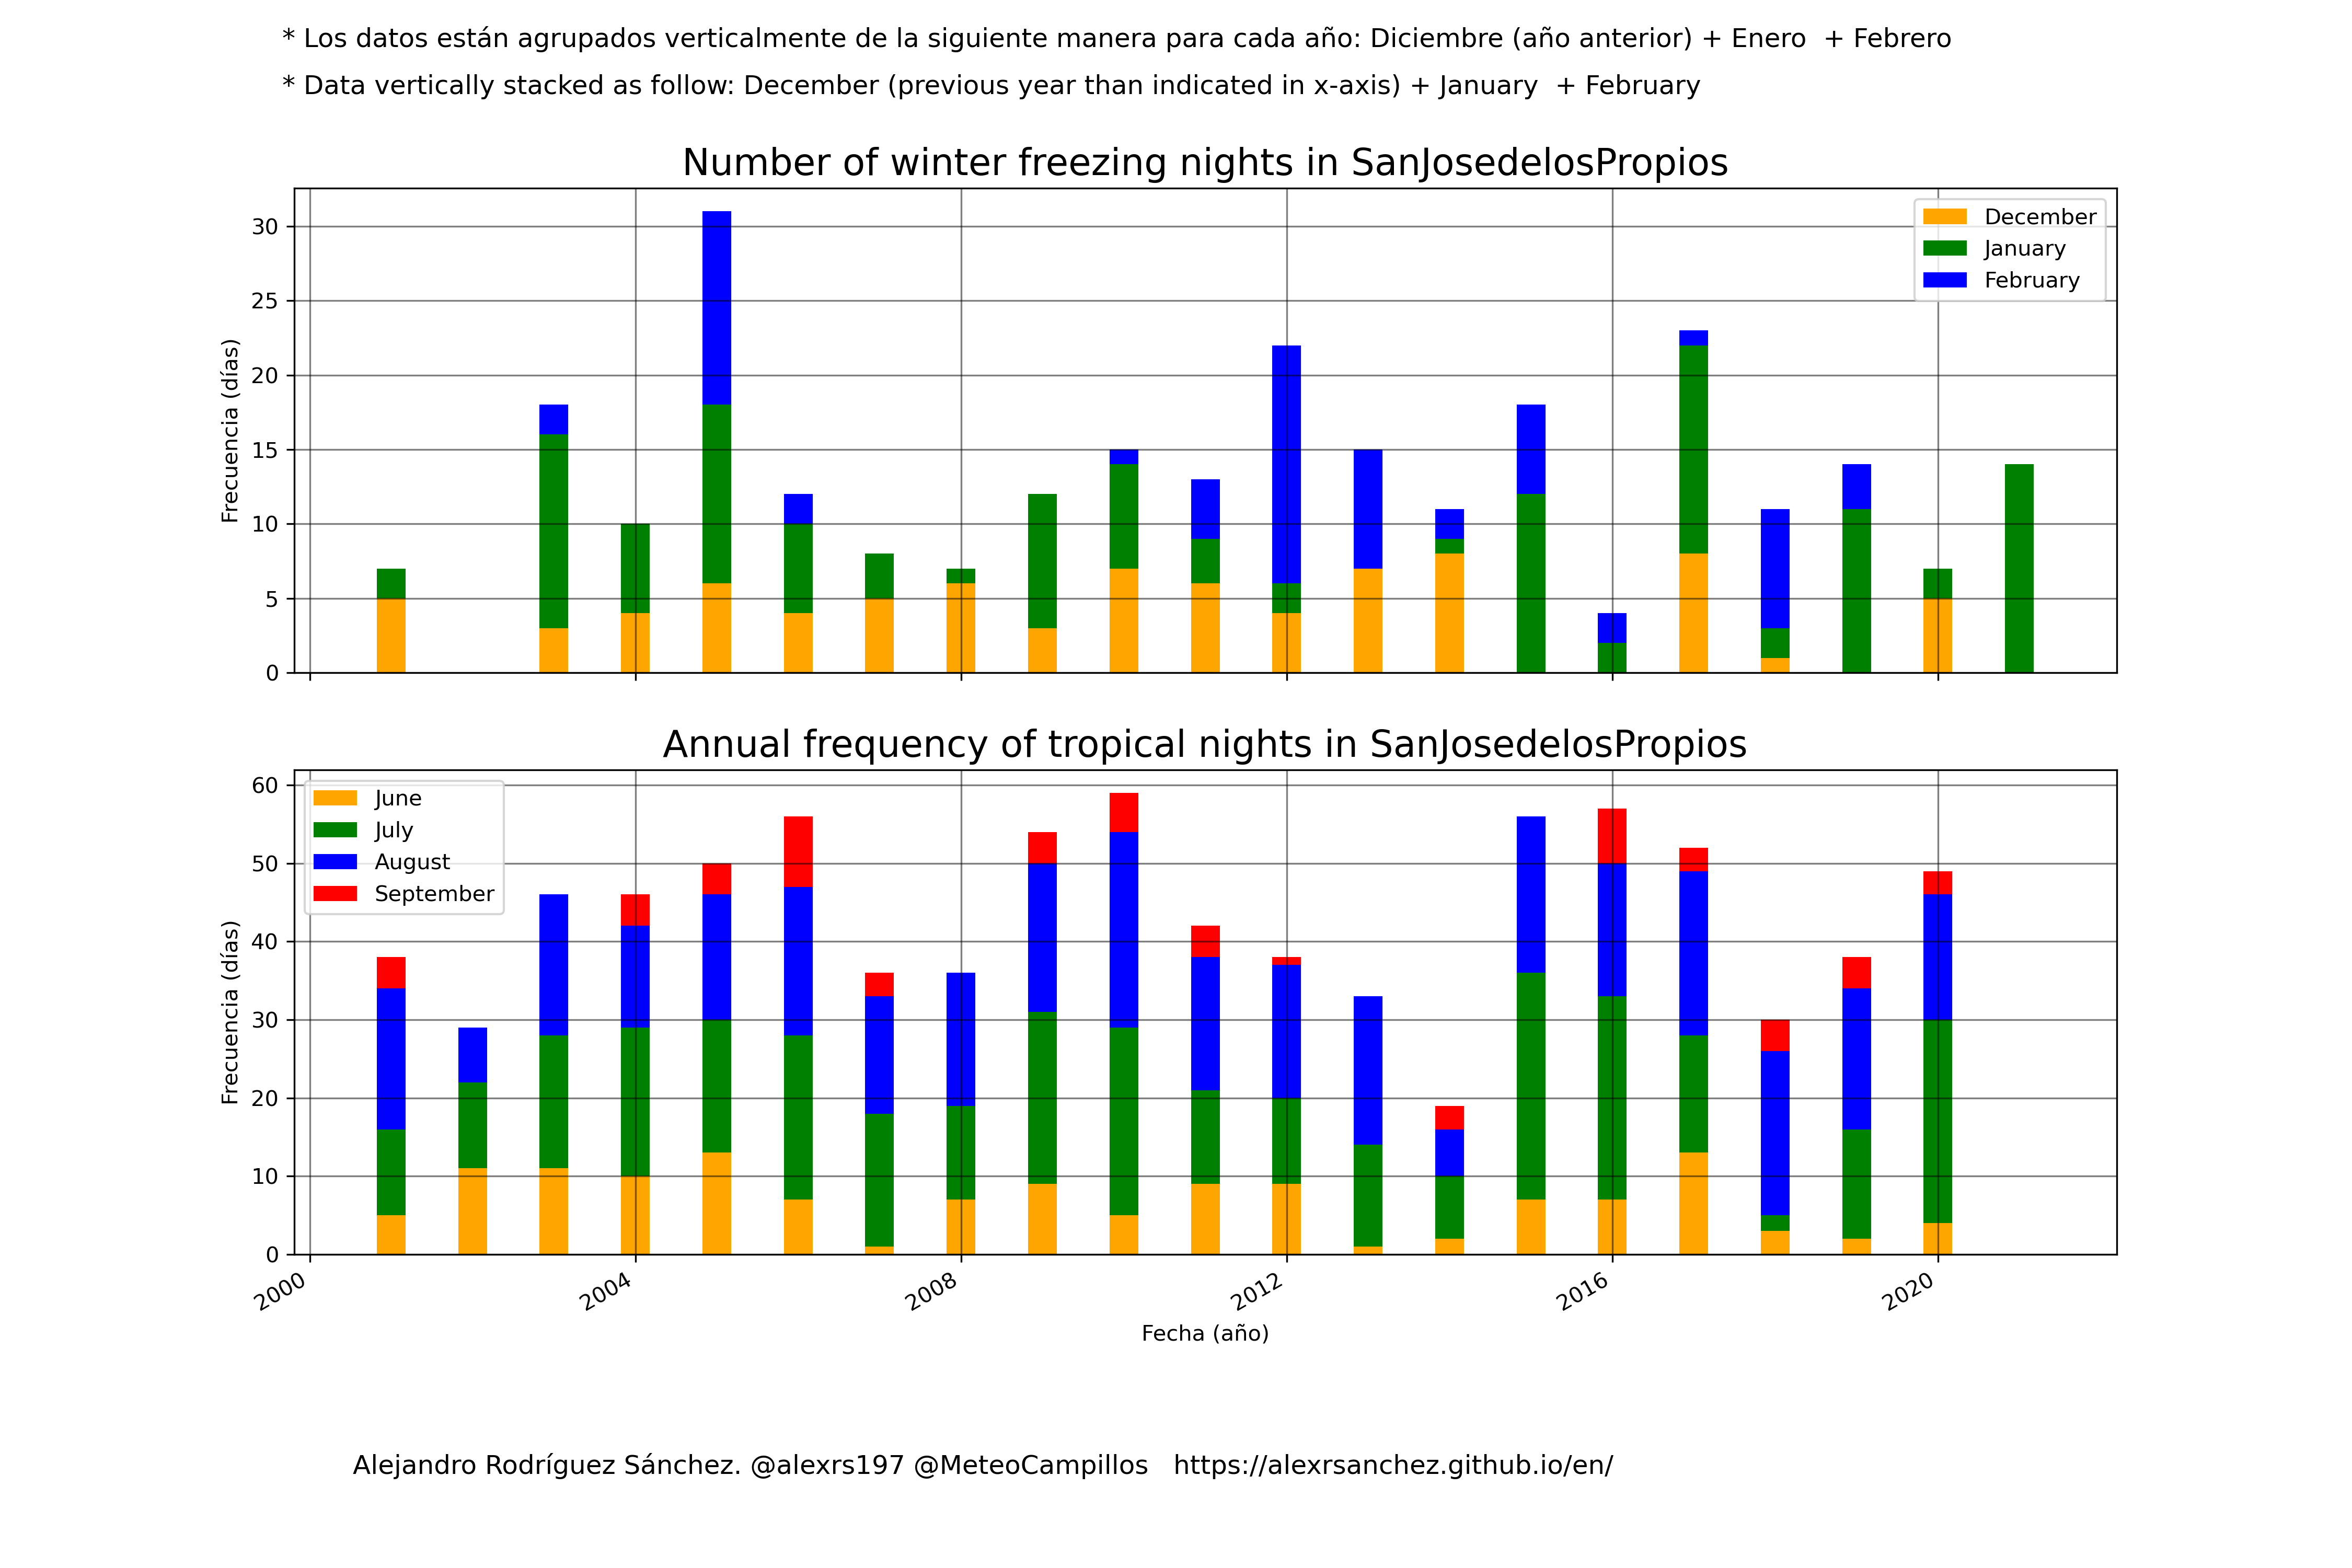 * Los datos están agrupados verticalmente de la siguiente manera para cada año: Diciembre (año anterior) + Enero  + Febrero
* Data vertically stacked as follow: December (previous year than indicated in x-axis) + January  + February
Number of winter freezing nights in SanJosedelosPropios
30
25
20
15
10
5
0
Frecuencia (días)
December
January
February
Annual frequency of tropical nights in SanJosedelosPropios
60
50
40
30
20
10
0
Frecuencia (días)
June
July
August
September
2000
2004
2008
2012
2016
2020
Fecha (año)
Alejandro Rodríguez Sánchez. @alexrs197 @MeteoCampillos   https://alexrsanchez.github.io/en/